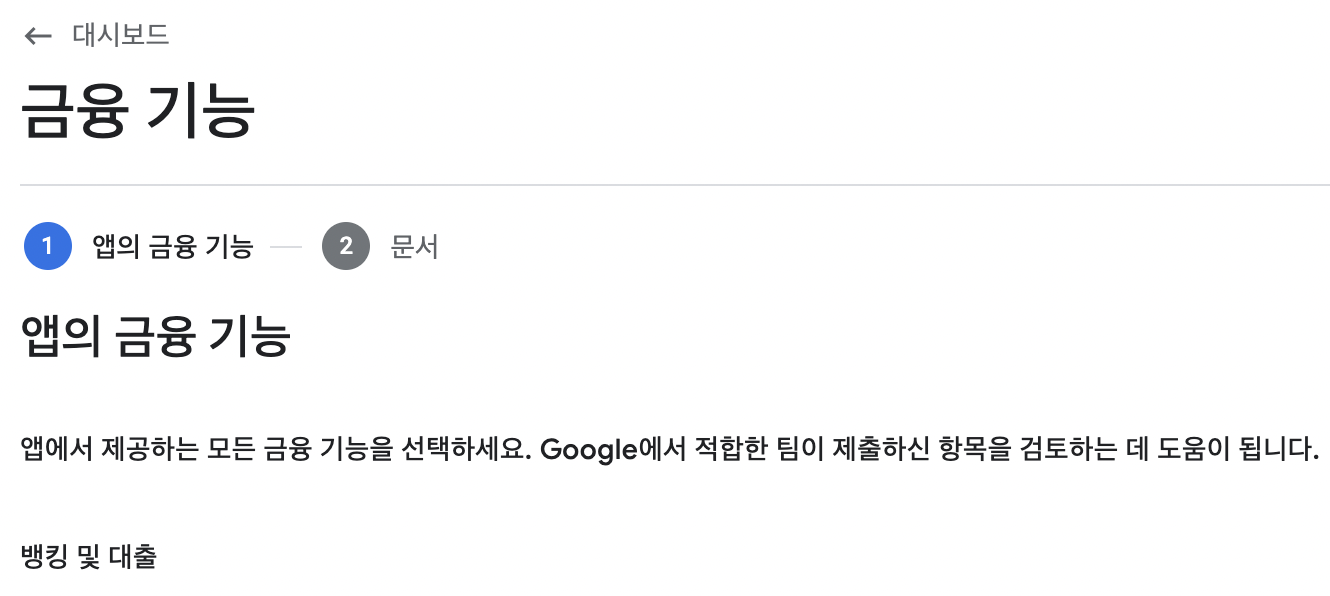 ← 대시보드
금융 기능
1 앱의 금융 기능 — 2 문서
앱의 금융 기능
앱에서 제공하는 모든 금융 기능을 선택하세요. Google에서 적합한 팀이 제출하신 항목을 검토하는 데 도움이 됩니다.
뱅킹 및 대출